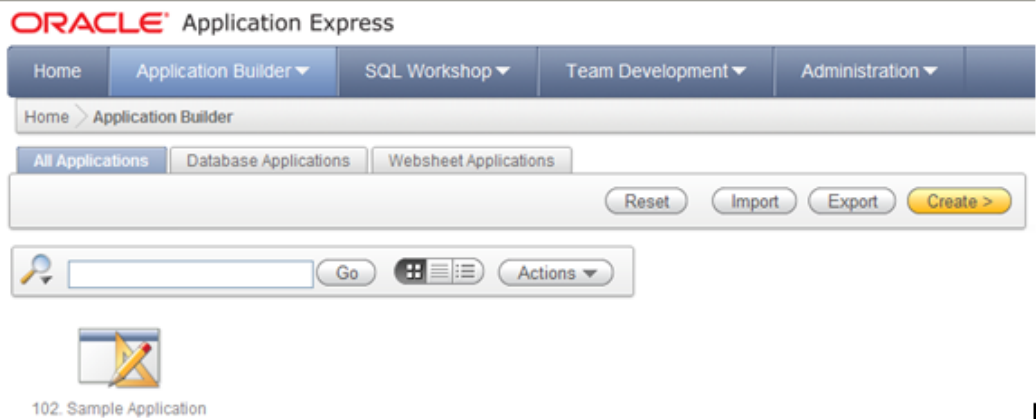 ORACLE Application Express
Home Application Builder SQL Workshop Team Development Administration
Home Application Builder
All Applications Database Applications Websheet Applications
Reset Import Export Create >
Go Actions
102. Sample Application